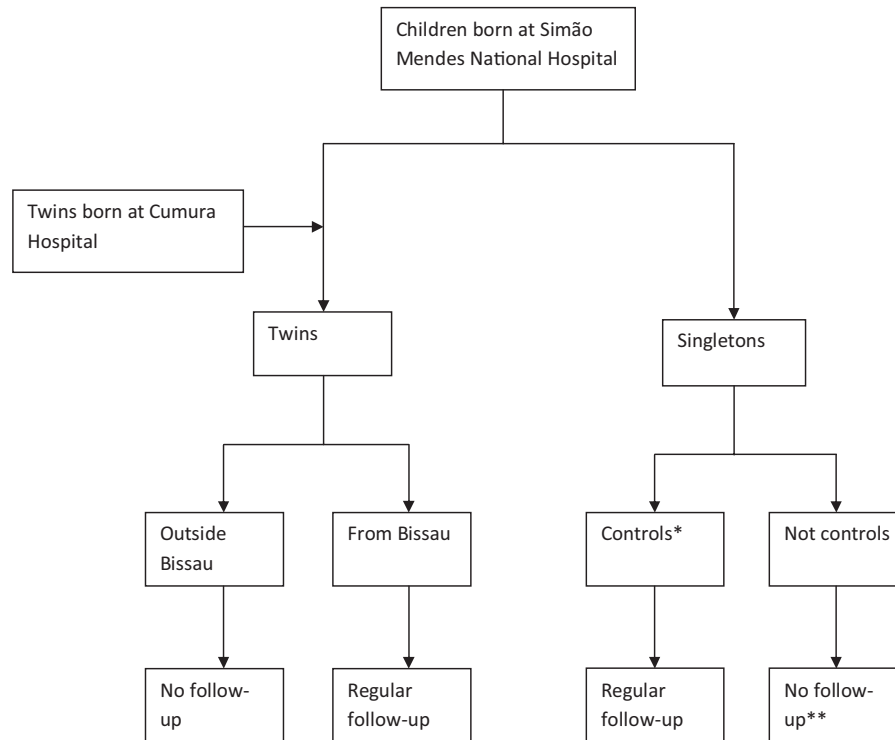 Children born at Simão
Mendes National Hospital
Twins born at Cumura
Hospital
Twins
Singletons
Outside
Bissau
From Bissau
Controls*
Not controls
No follow-
up
Regular
follow-up
Regular
follow-up
No follow-
up**